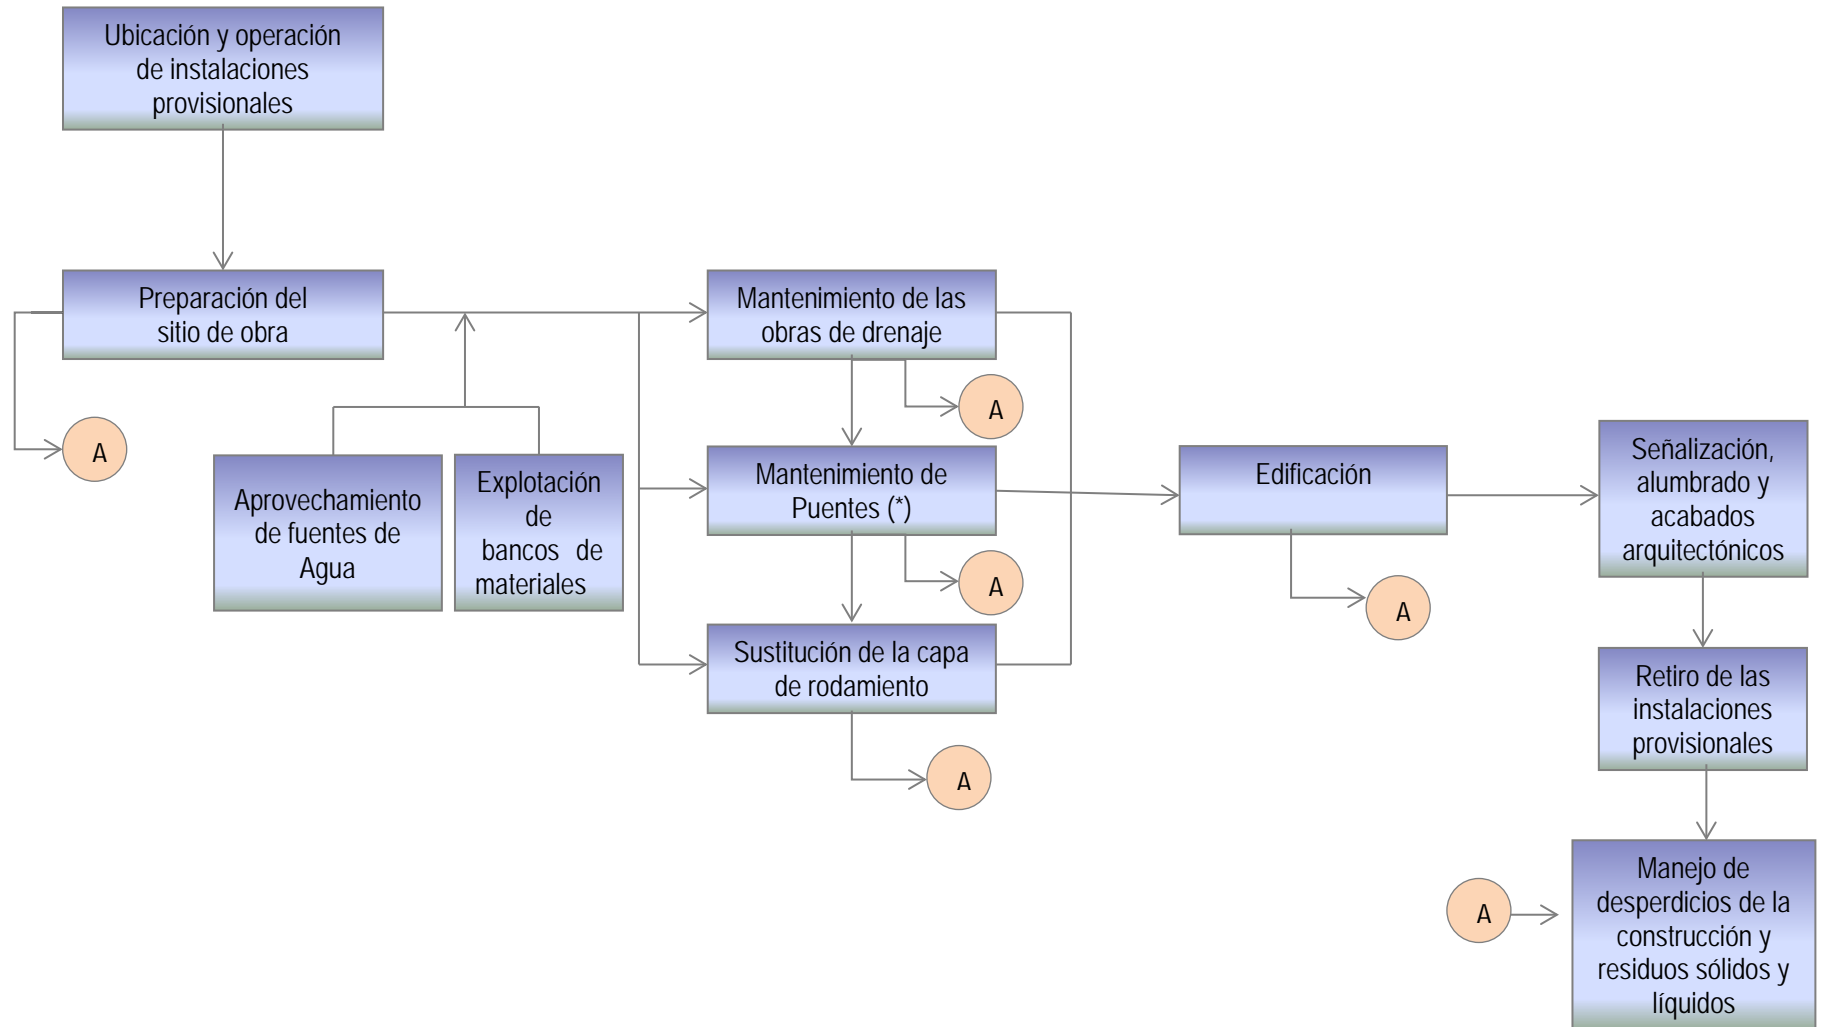 Ubicación y operación
de instalaciones
provisionales
Preparación del
sitio de obra
A
Aprovechamiento
de fuentes de
Agua
Explotación
de
bancos de
materiales
Mantenimiento de las
obras de drenaje
A
Mantenimiento de
Puentes (*)
A
Sustitución de la capa
de rodamiento
A
Edificación
A
Señalización,
alumbrado y
acabados
arquitectónicos
Retiro de las
instalaciones
provisionales
A
Manejo de
desperdicios de la
construcción y
residuos sólidos y
líquidos